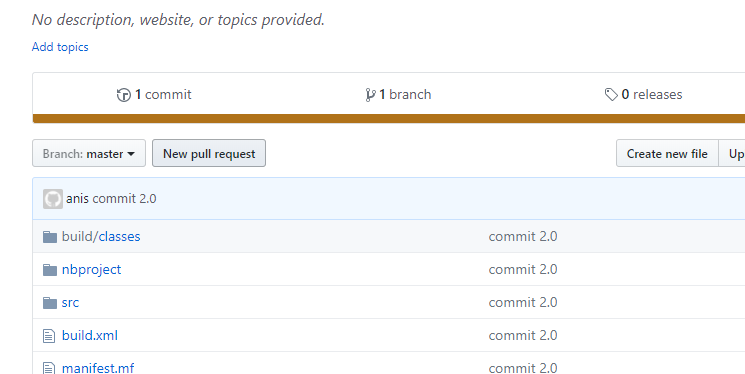 No description, website, or topics provided.
Add topics
1 commit 1 branch 0 releases
Branch: master New pull request Create new file Up
anis commit 2.0
build/classes commit 2.0
nbproject commit 2.0
src commit 2.0
build.xml commit 2.0
manifest.mf commit 2.0